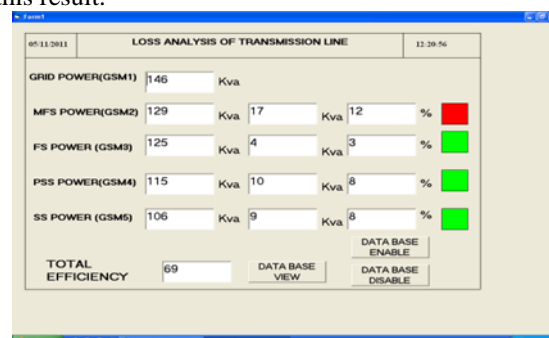 this result.
Form1
05/11/2011 LOSS ANALYSIS OF TRANSMISSION LINE 12:20:56
GRID POWER(GSM1) 146 Kva
MFS POWER(GSM2) 129 Kva 17 Kva 12 %
FS POWER (GSM3) 125 Kva 4 Kva 3 %
PSS POWER(GSM4) 115 Kva 10 Kva 8 %
SS POWER (GSM5) 106 Kva 9 Kva 8 %
DATA BASE
ENABLE
TOTAL
EFFICIENCY 69
DATA BASE
VIEW
DATA BASE
DISABLE